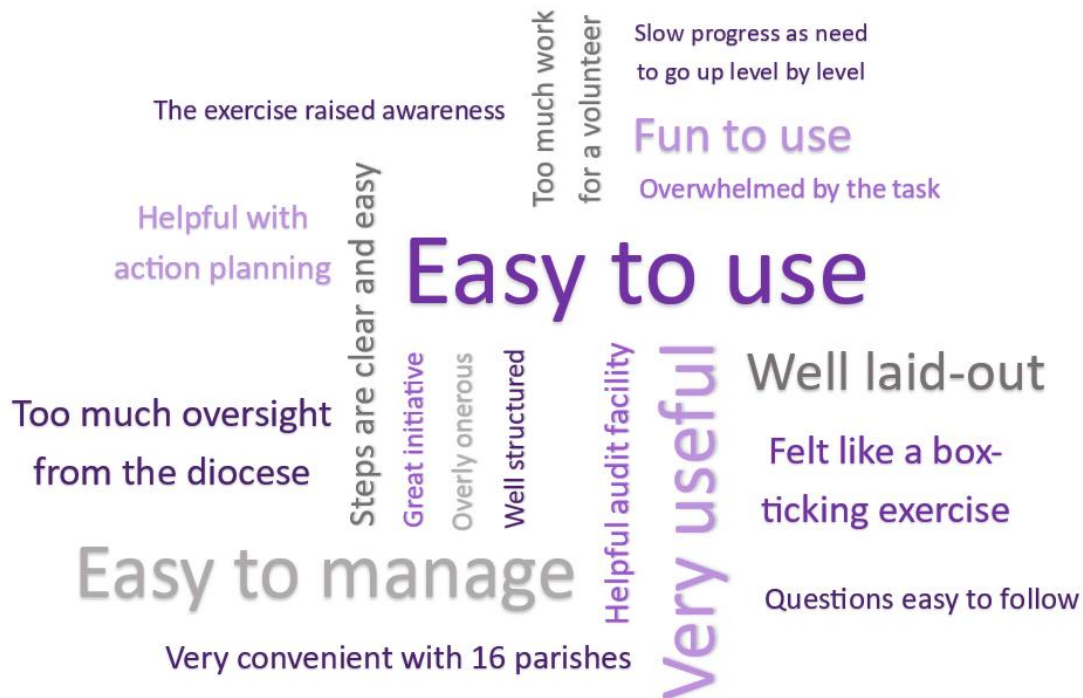 Too much work
for a volunteer
Slow progress as need
to go up level by level
The exercise raised awareness
Fun to use
Overwhelmed by the task
Helpful with
action planning
Steps are clear and easy
Easy to use
Great initiative
Overly onerous
Well structured
Helpful audit facility
Very useful
Well laid-out
Too much oversight
from the diocese
Felt like a box-
ticking exercise
Easy to manage
Questions easy to follow
Very convenient with 16 parishes